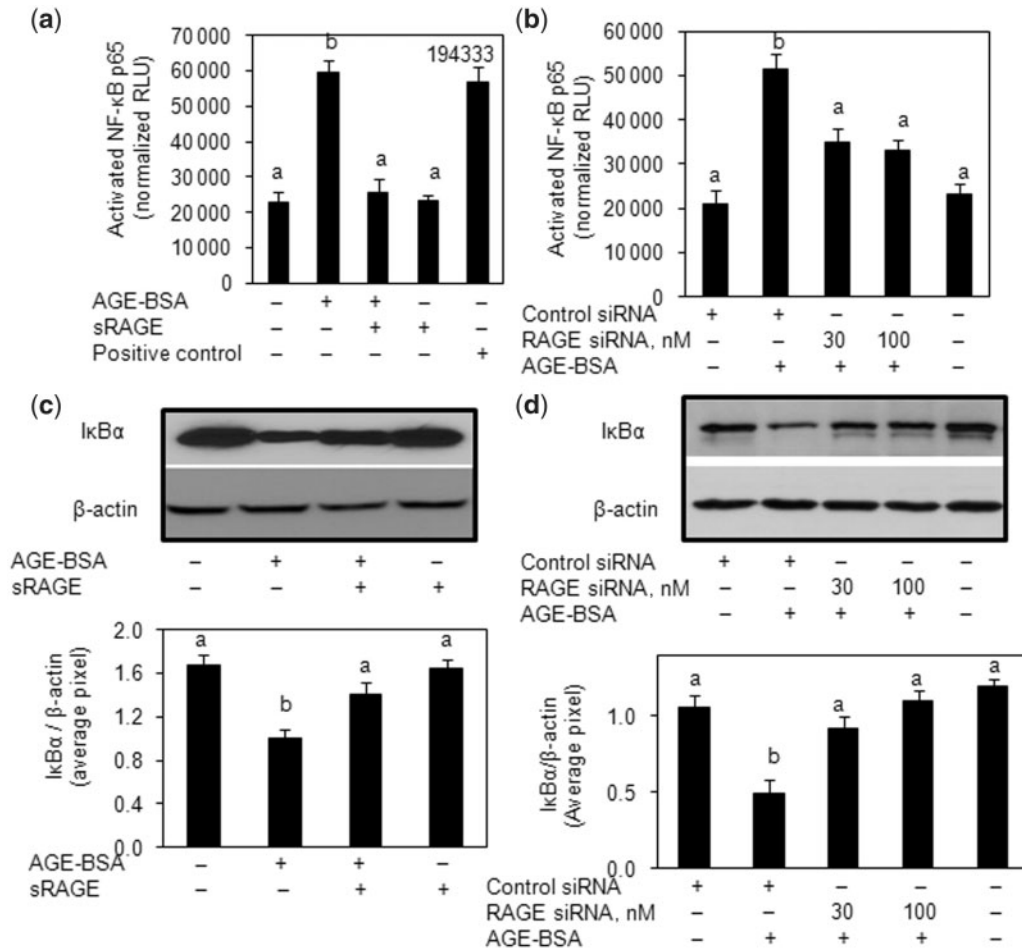 (a)
70 000
60 000
50 000
40 000
30 000
20 000
10 000
0
Activated NF-κB p65
(normalized RLU)
a
b
a
a
194333
AGE-BSA – + + – –
sRAGE – – + + –
Positive control – – – – +
(b)
60 000
50 000
40 000
30 000
20 000
10 000
0
Activated NF-κB p65
(normalized RLU)
a
b
a
a
a
Control siRNA + + – – –
RAGE siRNA, nM – – 30 100 –
AGE-BSA – + + + –
(c)
IκBα
β-actin
AGE-BSA – + + –
sRAGE – – + +
2.0
1.6
1.2
0.8
0.4
0.0
IκBα / β-actin
(average pixel)
a
b
a
a
AGE-BSA – + + –
sRAGE – – + +
(d)
IκBα
β-actin
Control siRNA + + – – –
RAGE siRNA, nM – – 30 100 –
AGE-BSA – + + + –
1.0
0.5
0.0
IκBα/β-actin
(Average pixel)
a
b
a
a
a
Control siRNA + + – – –
RAGE siRNA, nM – – 30 100 –
AGE-BSA – + + + –